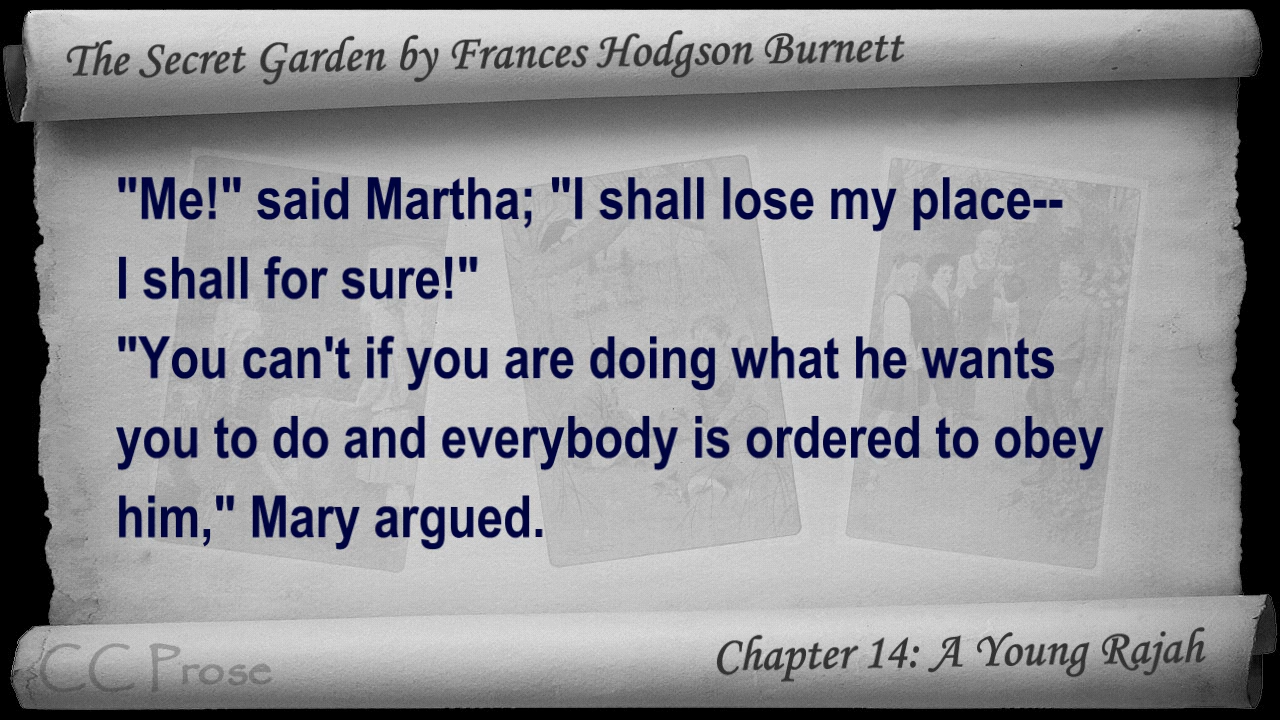 The Secret Garden by Frances Hodgson Burnett
"Me!" said Martha; "I shall lose my place--
I shall for sure!"
"You can't if you are doing what he wants
you to do and everybody is ordered to obey
him," Mary argued.
CC Prose
Chapter 14: A Young Rajah